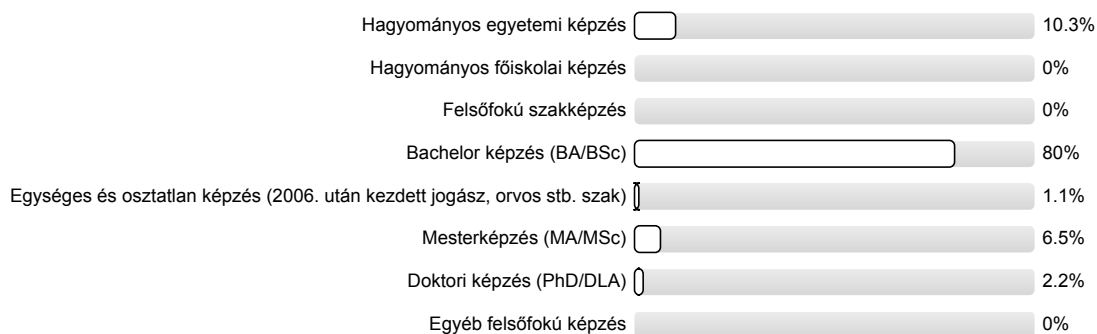 Hagyományos egyetemi képzés 10.3%
Hagyományos főiskolai képzés 0%
Felsőfokú szakképzés 0%
Bachelor képzés (BA/BSc) 80%
Egységes és osztatlan képzés (2006. után kezdett jogász, orvos stb. szak) 1.1%
Mesterképzés (MA/MSc) 6.5%
Doktori képzés (PhD/DLA) 2.2%
Egyéb felsőfokú képzés 0%